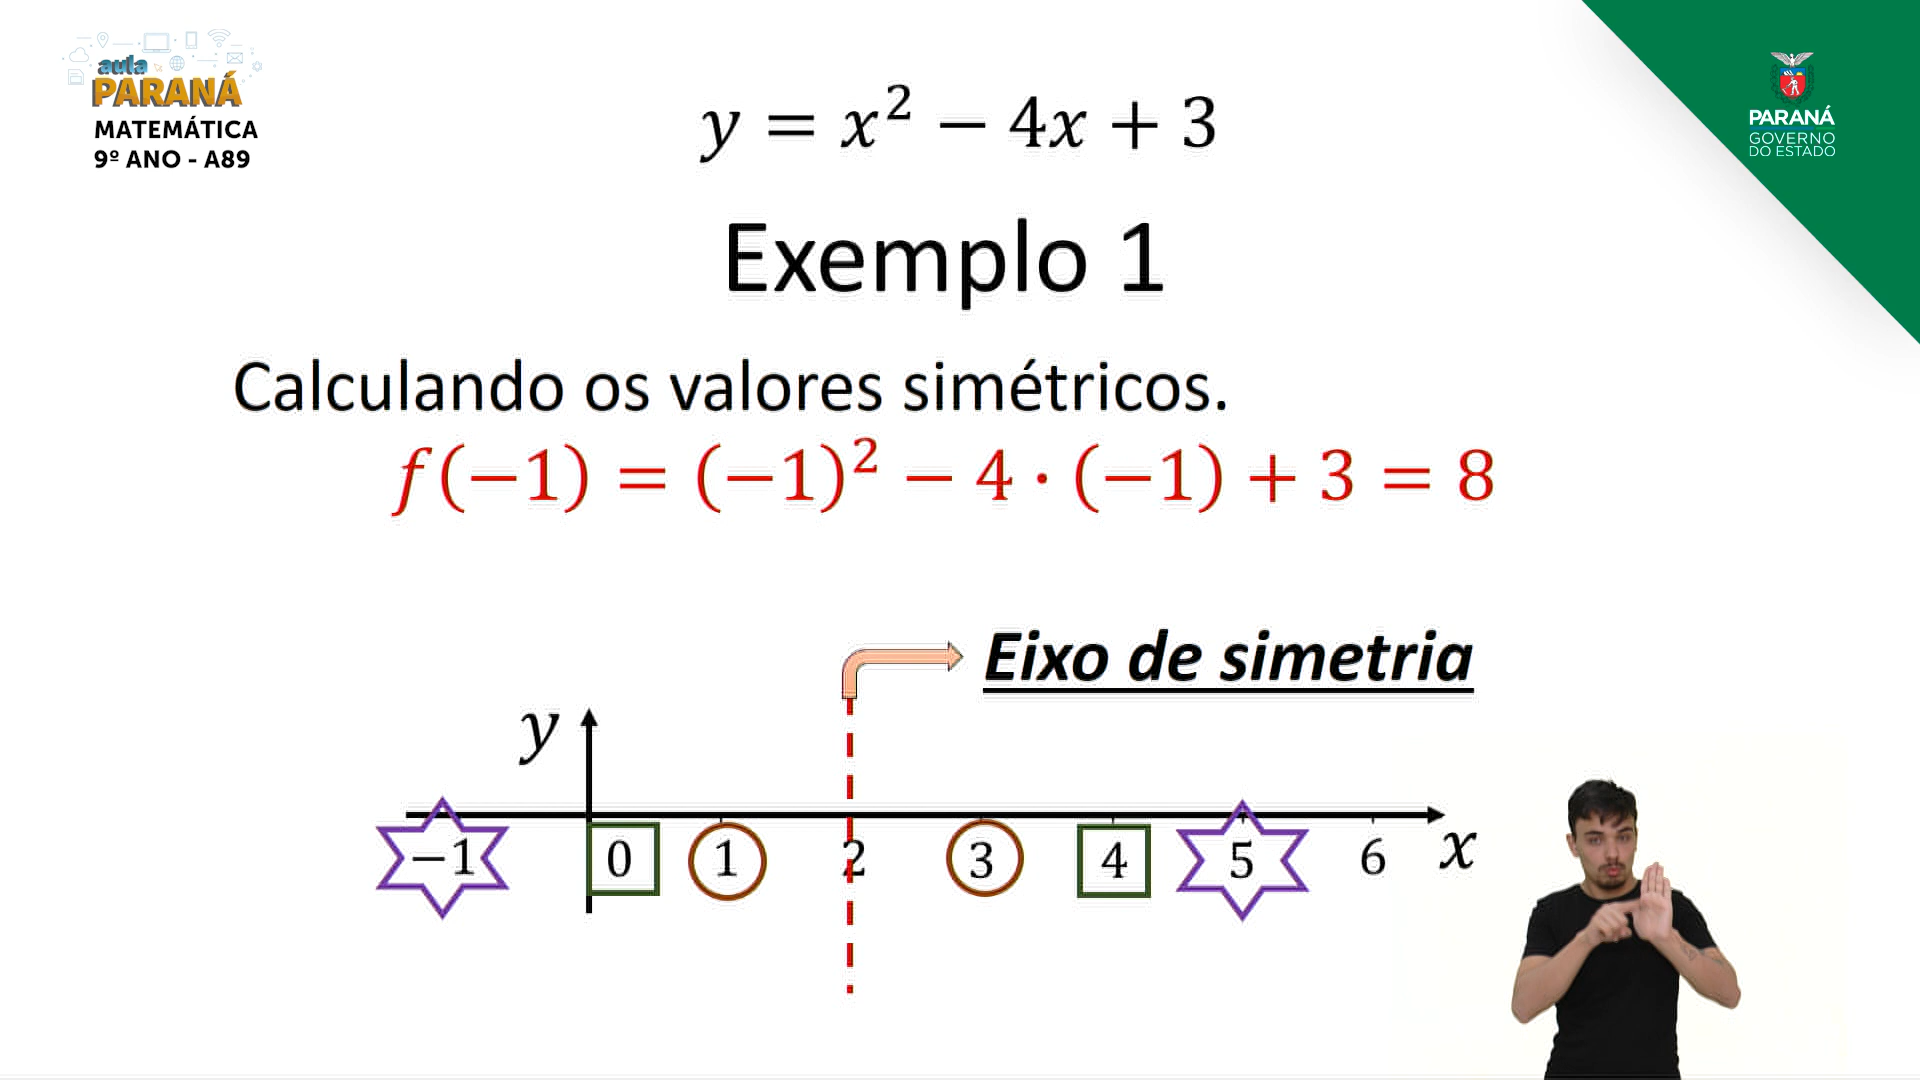 aula
PARANÁ
MATEMÁTICA
9º ANO - A89
PARANÁ
GOVERNO
DO ESTADO
y = x² − 4x + 3
Exemplo 1
Calculando os valores simétricos.
f(−1) = (−1)² − 4 · (−1) + 3 = 8
Eixo de simetria
y
−1 0 1 2 3 4 5 6 x